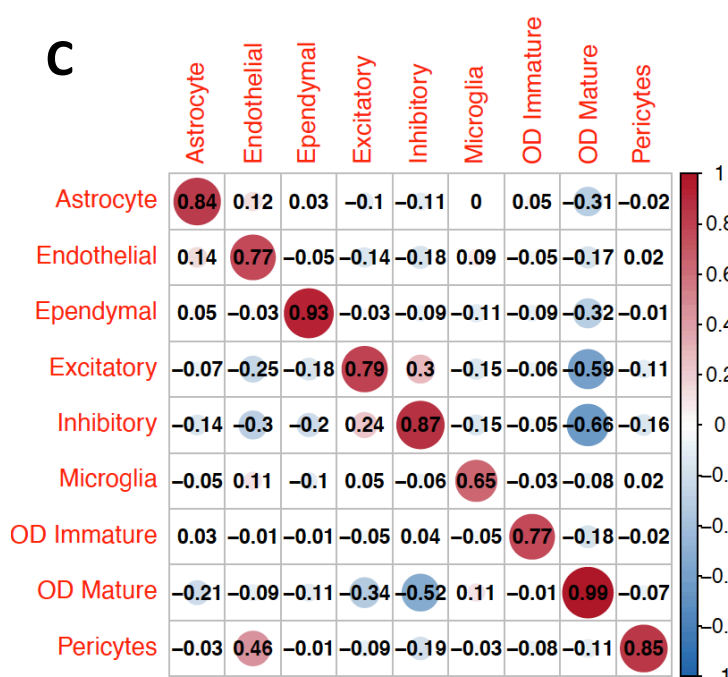 C
Astrocyte Endothelial Ependymal Excitatory Inhibitory Microglia OD Immature OD Mature Pericytes
Astrocyte 0.84 0.12 0.03 −0.1 −0.11 0 0.05 −0.31 −0.02
Endothelial 0.14 0.77 −0.05 −0.14 −0.18 0.09 −0.05 −0.17 0.02
Ependymal 0.05 −0.03 0.93 −0.03 −0.09 −0.11 −0.09 −0.32 −0.01
Excitatory −0.07 −0.25 −0.18 0.79 0.3 −0.15 −0.06 −0.59 −0.11
Inhibitory −0.14 −0.3 −0.2 0.24 0.87 −0.15 −0.05 −0.66 −0.16
Microglia −0.05 0.11 −0.1 0.05 −0.06 0.65 −0.03 −0.08 0.02
OD Immature 0.03 −0.01 −0.01 −0.05 0.04 −0.05 0.77 −0.18 −0.02
OD Mature −0.21 −0.09 −0.11 −0.34 −0.52 0.11 −0.01 0.99 −0.07
Pericytes −0.03 0.46 −0.01 −0.09 −0.19 −0.03 −0.08 −0.11 0.85
1
0.8
0.6
0.4
0.2
0